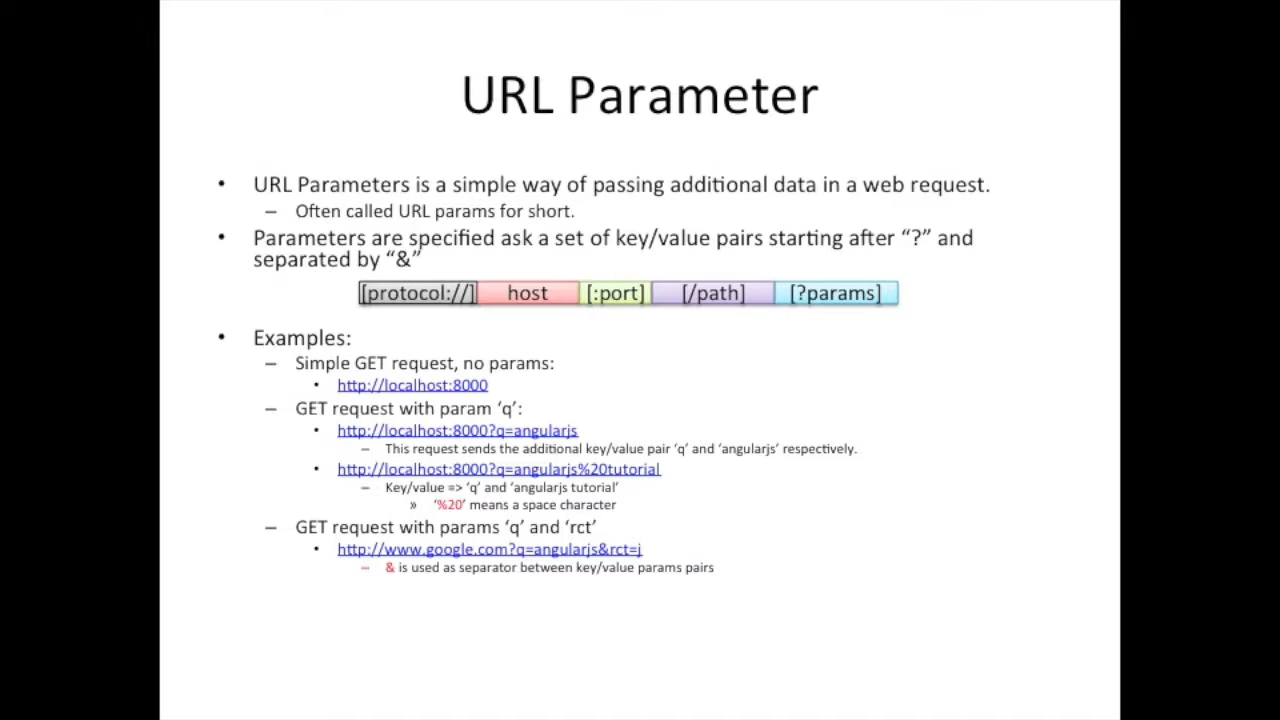 URL Parameter
• URL Parameters is a simple way of passing additional data in a web request.
– Often called URL params for short.
• Parameters are specified ask a set of key/value pairs starting after “?” and
separated by “&”
[protocol://] host [:port] [/path] [?params]
• Examples:
– Simple GET request, no params:
• http://localhost:8000
– GET request with param ‘q’:
• http://localhost:8000?q=angularjs
– This request sends the additional key/value pair ‘q’ and ‘angularjs’ respectively.
• http://localhost:8000?q=angularjs%20tutorial
– Key/value => ‘q’ and ‘angularjs tutorial’
» ‘%20’ means a space character
– GET request with params ‘q’ and ‘rct’
• http://www.google.com?q=angularjs&rct=j
– & is used as separator between key/value params pairs